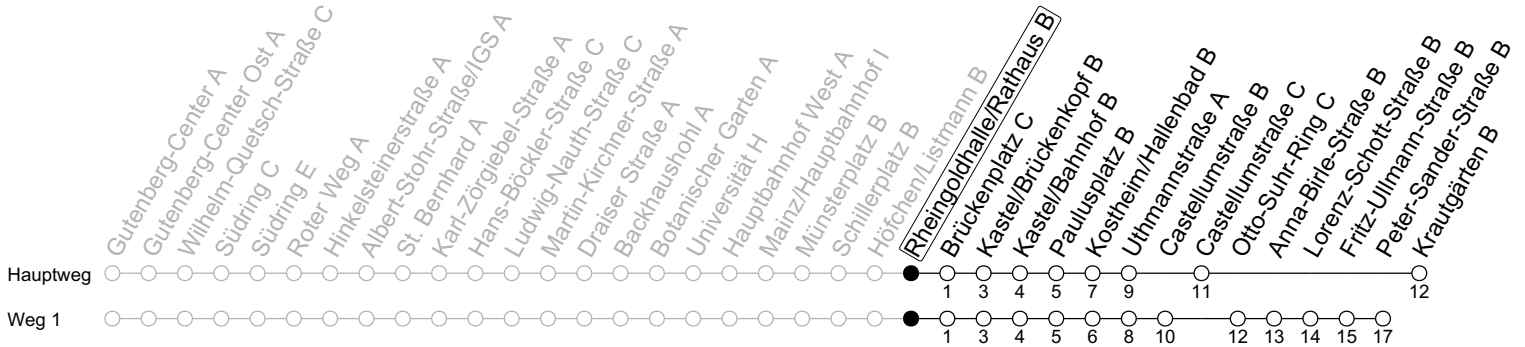 Gutenberg-Center A
Gutenberg-Center Ost A
Wilhelm-Quetsch-Straße C
Südring C
Südring E
Roter Weg A
Hinkelsteinerstraße A
Albert-Stohr-Straße/IGS A
St. Bernhard A
Karl-Zörgiebel-Straße A
Hans-Böckler-Straße C
Ludwig-Nauth-Straße C
Martin-Kirchner-Straße A
Draiser Straße A
Backhaushohl A
Botanischer Garten A
Universität H
Hauptbahnhof West A
Mainz/Hauptbahnhof I
Münsterplatz B
Schillerplatz B
Höfchen/Listmann B
Rheingoldhalle/Rathaus B
Brückenplatz C
Kastel/Brückenkopf B
Kastel/Bahnhof B
Paulusplatz B
Kostheim/Hallenbad B
Uthmannstraße A
Castellumstraße B
Castellumstraße C
Otto-Suhr-Ring C
Anna-Birle-Straße B
Lorenz-Schott-Straße B
Fritz-Ullmann-Straße B
Peter-Sander-Straße B
Krautgärten B
Hauptweg
1 3 4 5 7 9 11 12
Weg 1
1 3 4 5 6 8 10 12 13 14 15 17